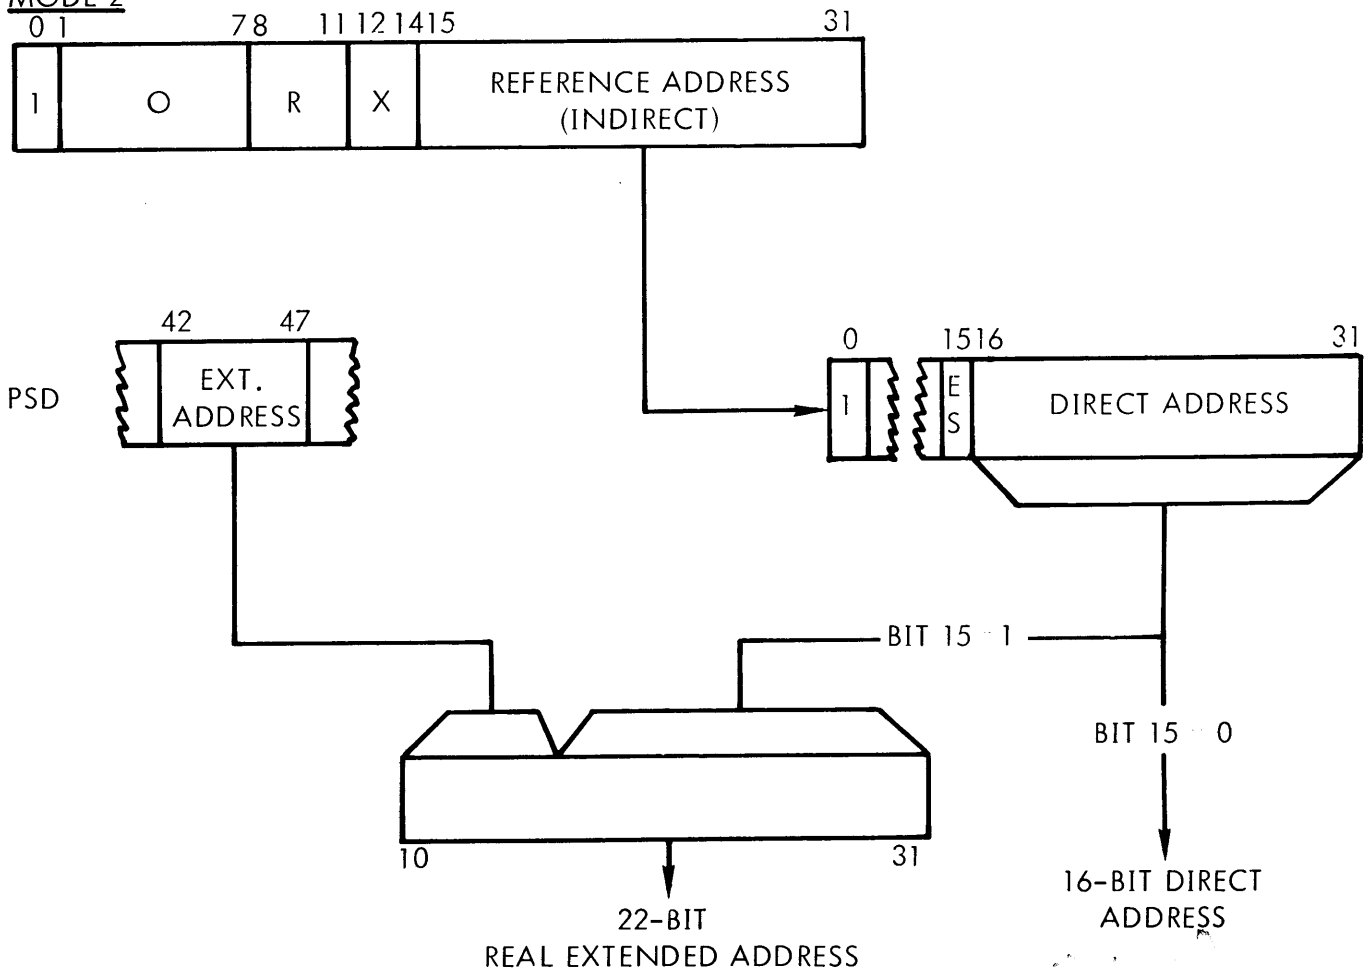 MODE 2
0 1 7 8 11 12 14 15 31
1 O R X REFERENCE ADDRESS
(INDIRECT)
42 47
PSD
EXT.
ADDRESS
0 15 16 31
1 E S DIRECT ADDRESS
BIT 15 1
BIT 15 0
10 31
22-BIT
REAL EXTENDED ADDRESS
16-BIT DIRECT
ADDRESS